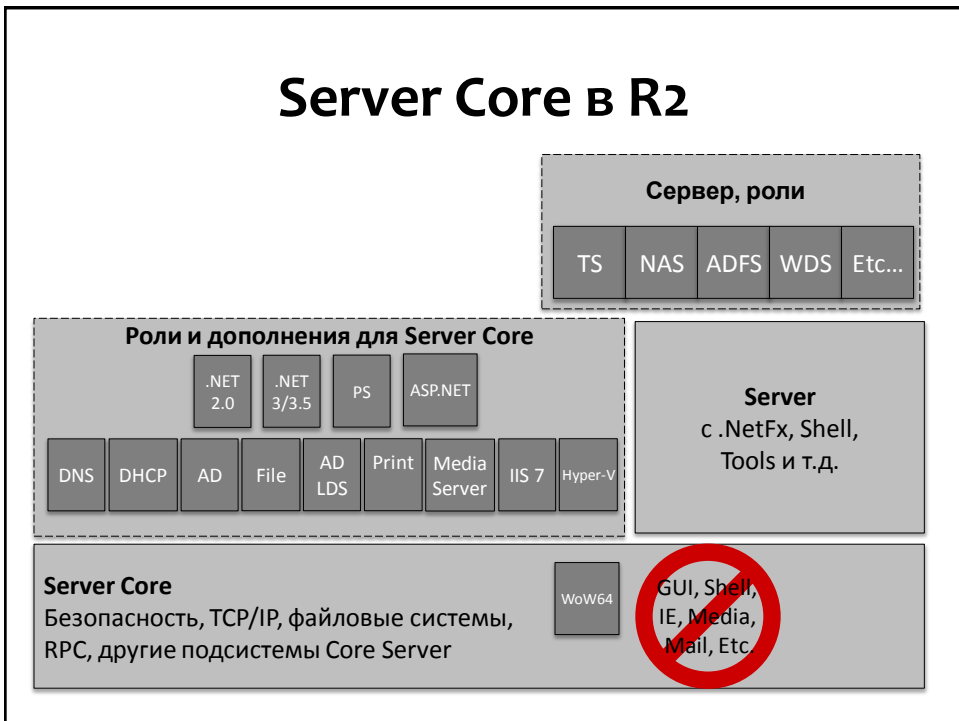 Server Core в R2
Сервер, роли
TS NAS ADFS WDS Etc...
Роли и дополнения для Server Core
.NET
2.0
.NET
3/3.5
PS
ASP.NET
DNS
DHCP
AD
File
AD
LDS
Print
Media
Server
IIS 7
Hyper-V
Server
с .NetFx, Shell,
Tools и т.д.
Server Core
Безопасность, TCP/IP, файловые системы,
RPC, другие подсистемы Core Server
WoW64
GUI, Shell,
IE, Media,
Mail, Etc.